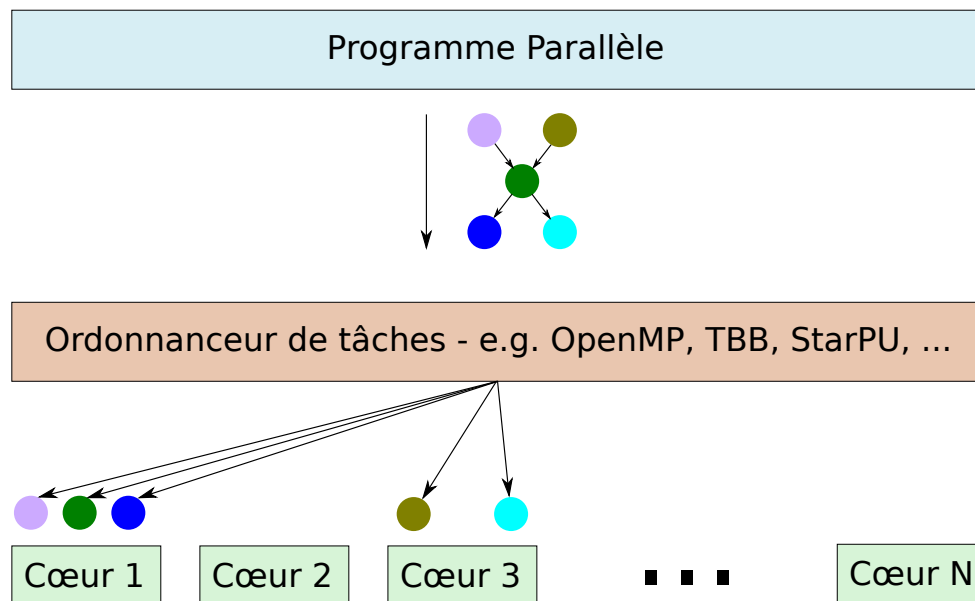 Programme Parallèle
Ordonnanceur de tâches - e.g. OpenMP, TBB, StarPU, ...
Cœur 1 Cœur 2 Cœur 3 ... Cœur N